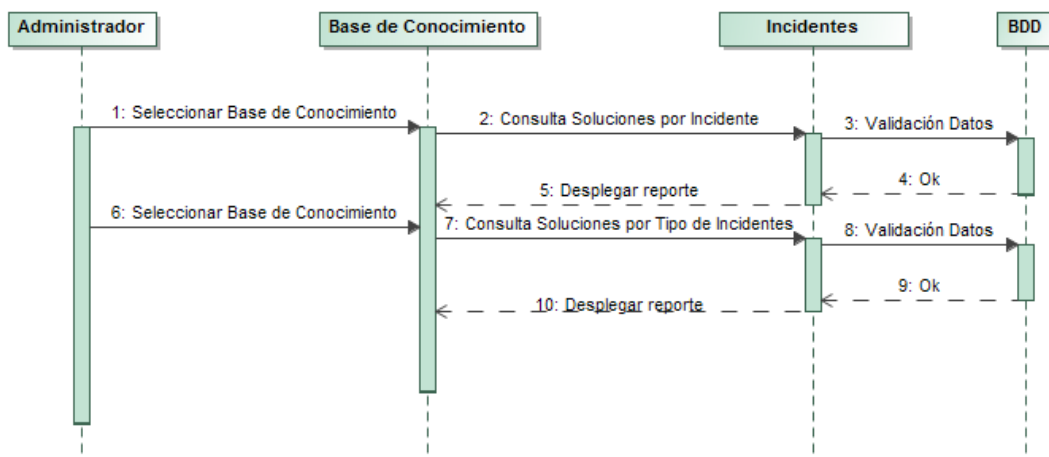 Administrador
Base de Conocimiento
Incidentes
BDD
1: Seleccionar Base de Conocimiento
2: Consulta Soluciones por Incidente
3: Validación Datos
4: Ok
5: Desplegar reporte
6: Seleccionar Base de Conocimiento
7: Consulta Soluciones por Tipo de Incidentes
8: Validación Datos
9: Ok
10: Desplegar reporte